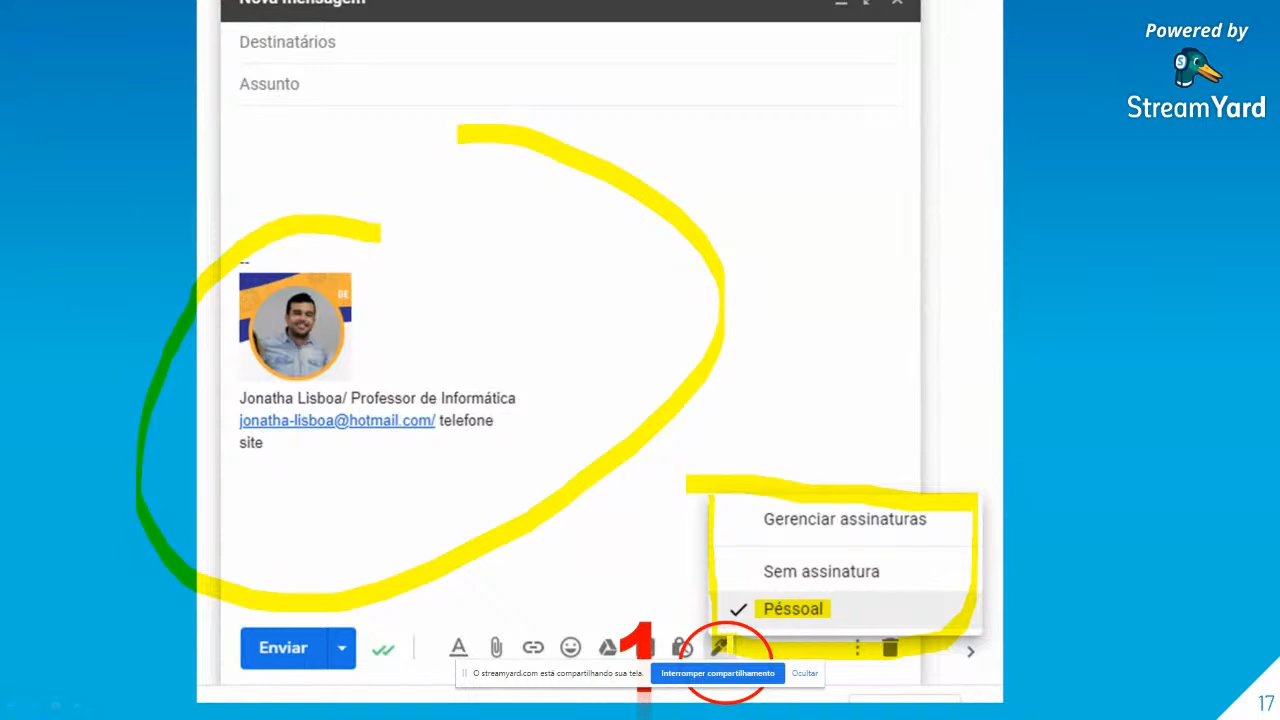 Nova mensagem
Powered by
StreamYard
Destinatários
Assunto
--
DE
Jonatha Lisboa/ Professor de Informática
jonatha-lisboa@hotmail.com/ telefone
site
Gerenciar assinaturas
Sem assinatura
Péssoal
Enviar
1
O streamyard.com está compartilhando sua tela.
Interromper compartilhamento
Ocultar
17